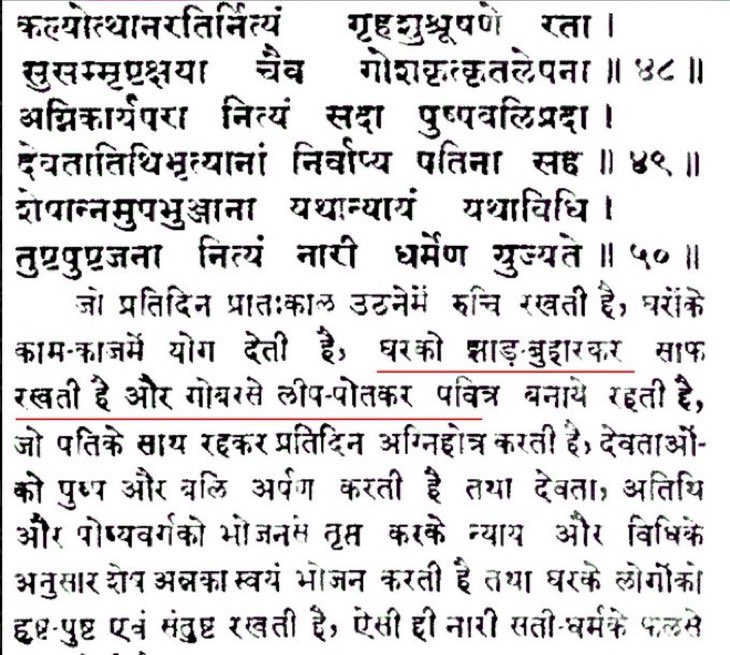 कल्योत्थानरतिर्नित्यं गृहशुश्रूषणे रता ।
सुसम्मृष्टक्षया चैव गोशकृत्कृतलेपना ॥ ४८ ॥
अग्निकार्यपरा नित्यं सदा पुष्पबलिप्रदा ।
देवतातिथिभृत्यानां निर्वाप्य पतिना सह ॥ ४९ ॥
शेषान्नमुपभुञ्जाना यथान्यायं यथाविधि ।
तुष्टपुष्टजना नित्यं नारी धर्मेण युज्यते ॥ ५० ॥
जो प्रतिदिन प्रातःकाल उठनेमें रुचि रखती है, घरोंके
काम-काजमें योग देती है, घरको झाड़-बुहारकर साफ
रखती है और गोबरसे लीप-पोतकर पवित्र बनाये रहती है,
जो पतिके साथ रहकर प्रतिदिन अग्निहोत्र करती है, देवताओं-
को पुष्प और बलि अर्पण करती है तथा देवता, अतिथि
और पोष्यवर्गको भोजनसे तृप्त करके न्याय और विधिके
अनुसार शेष अन्नका स्वयं भोजन करती है तथा घरके लोगोंको
हृष्ट-पुष्ट एवं संतुष्ट रखती है, ऐसी ही नारी सती-धर्मके फलसे